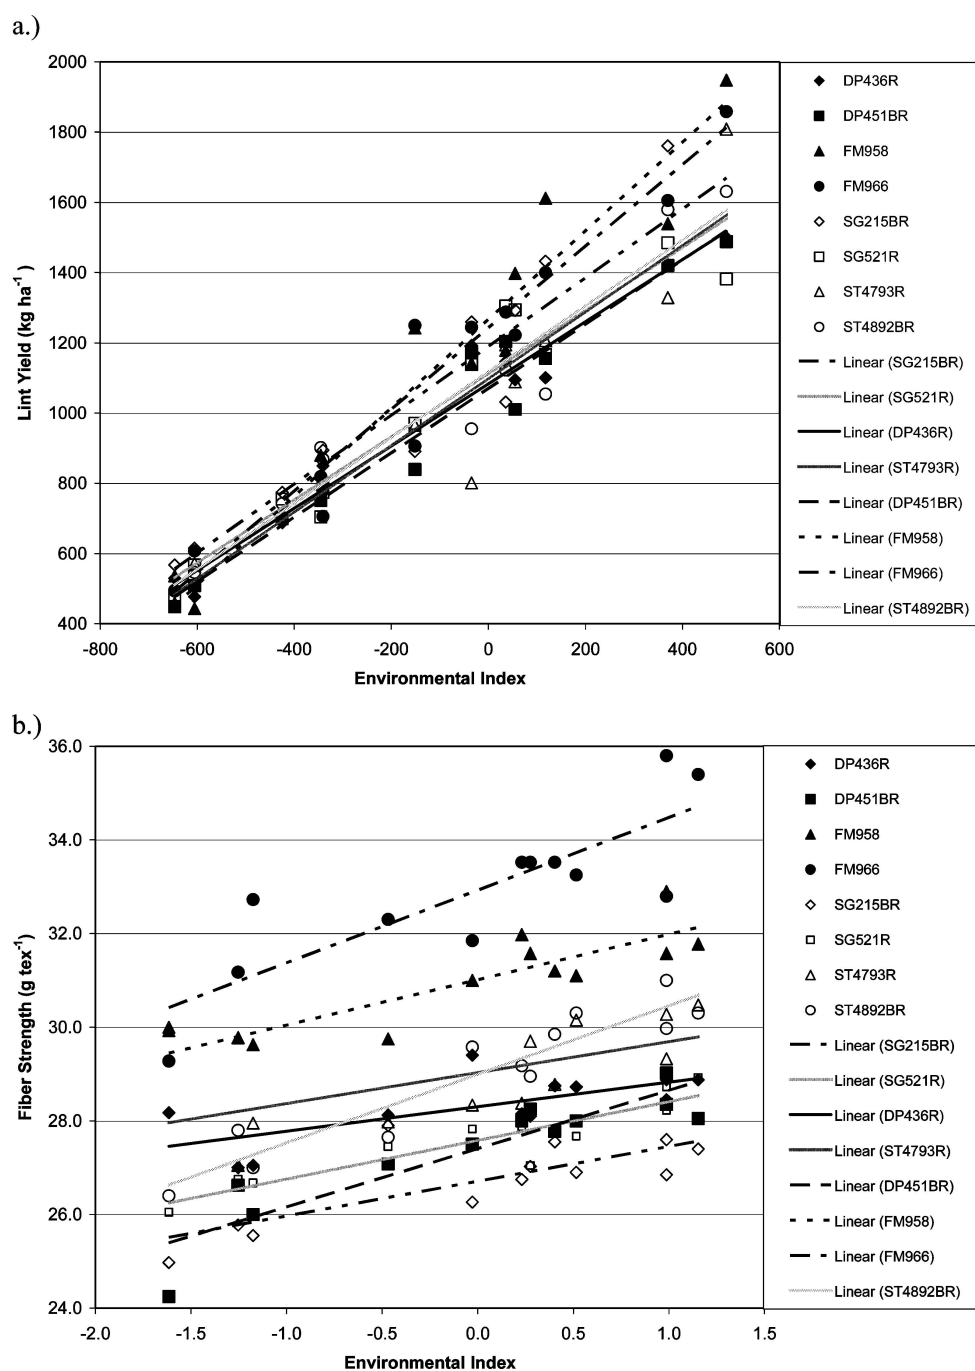 a.)
2000
1800
1600
1400
1200
1000
800
600
400
-800
-600
-400
-200
0
200
400
600
Lint Yield (kg ha-1)
Environmental Index
DP436R
DP451BR
FM958
FM966
SG215BR
SG521R
ST4793R
ST4892BR
Linear (SG215BR)
Linear (SG521R)
Linear (DP436R)
Linear (ST4793R)
Linear (DP451BR)
Linear (FM958)
Linear (FM966)
Linear (ST4892BR)
b.)
36.0
34.0
32.0
30.0
28.0
26.0
24.0
-2.0
-1.5
-1.0
-0.5
0.0
0.5
1.0
1.5
Fiber Strength (g tex-1)
Environmental Index
DP436R
DP451BR
FM958
FM966
SG215BR
SG521R
ST4793R
ST4892BR
Linear (SG215BR)
Linear (SG521R)
Linear (DP436R)
Linear (ST4793R)
Linear (DP451BR)
Linear (FM958)
Linear (FM966)
Linear (ST4892BR)